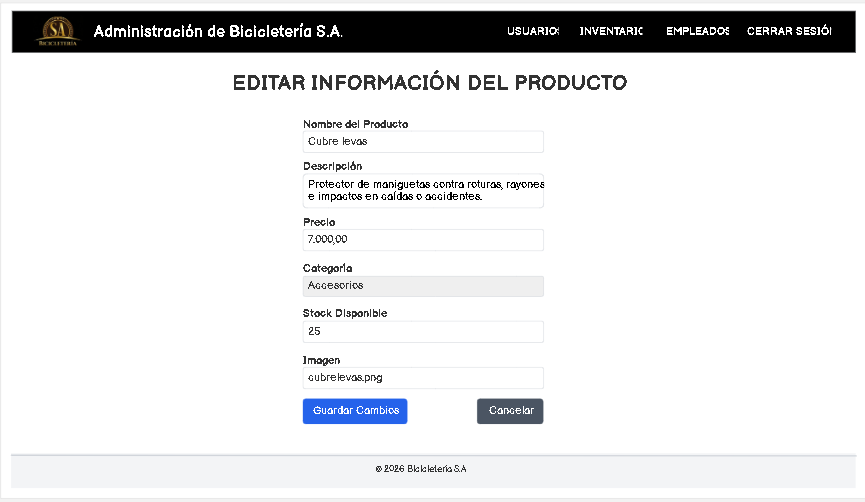 SA
BICICLETERÍA
Administración de Bicicletería S.A.
USUARIO
INVENTARIO
EMPLEADOS
CERRAR SESIÓ
EDITAR INFORMACIÓN DEL PRODUCTO
Nombre del Producto
Cubre levas
Descripción
Protector de maniguetas contra roturas, rayones
e impactos en caídas o accidentes.
Precio
7.000,00
Categoría
Accesorios
Stock Disponible
25
Imagen
cubrelevas.png
Guardar Cambios
Cancelar
© 2026 Bicicletería S.A